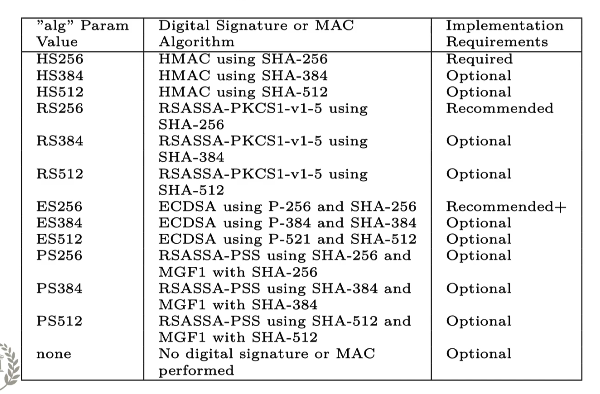 "alg" Param Digital Signature or MAC Implementation
Value Algorithm Requirements
HS256 HMAC using SHA-256 Required
HS384 HMAC using SHA-384 Optional
HS512 HMAC using SHA-512 Optional
RS256 RSASSA-PKCS1-v1-5 using Recommended
SHA-256
RS384 RSASSA-PKCS1-v1-5 using Optional
SHA-384
RS512 RSASSA-PKCS1-v1-5 using Optional
SHA-512
ES256 ECDSA using P-256 and SHA-256 Recommended+
ES384 ECDSA using P-384 and SHA-384 Optional
ES512 ECDSA using P-521 and SHA-512 Optional
PS256 RSASSA-PSS using SHA-256 and Optional
MGF1 with SHA-256
PS384 RSASSA-PSS using SHA-384 and Optional
MGF1 with SHA-384
PS512 RSASSA-PSS using SHA-512 and Optional
MGF1 with SHA-512
none No digital signature or MAC Optional
performed